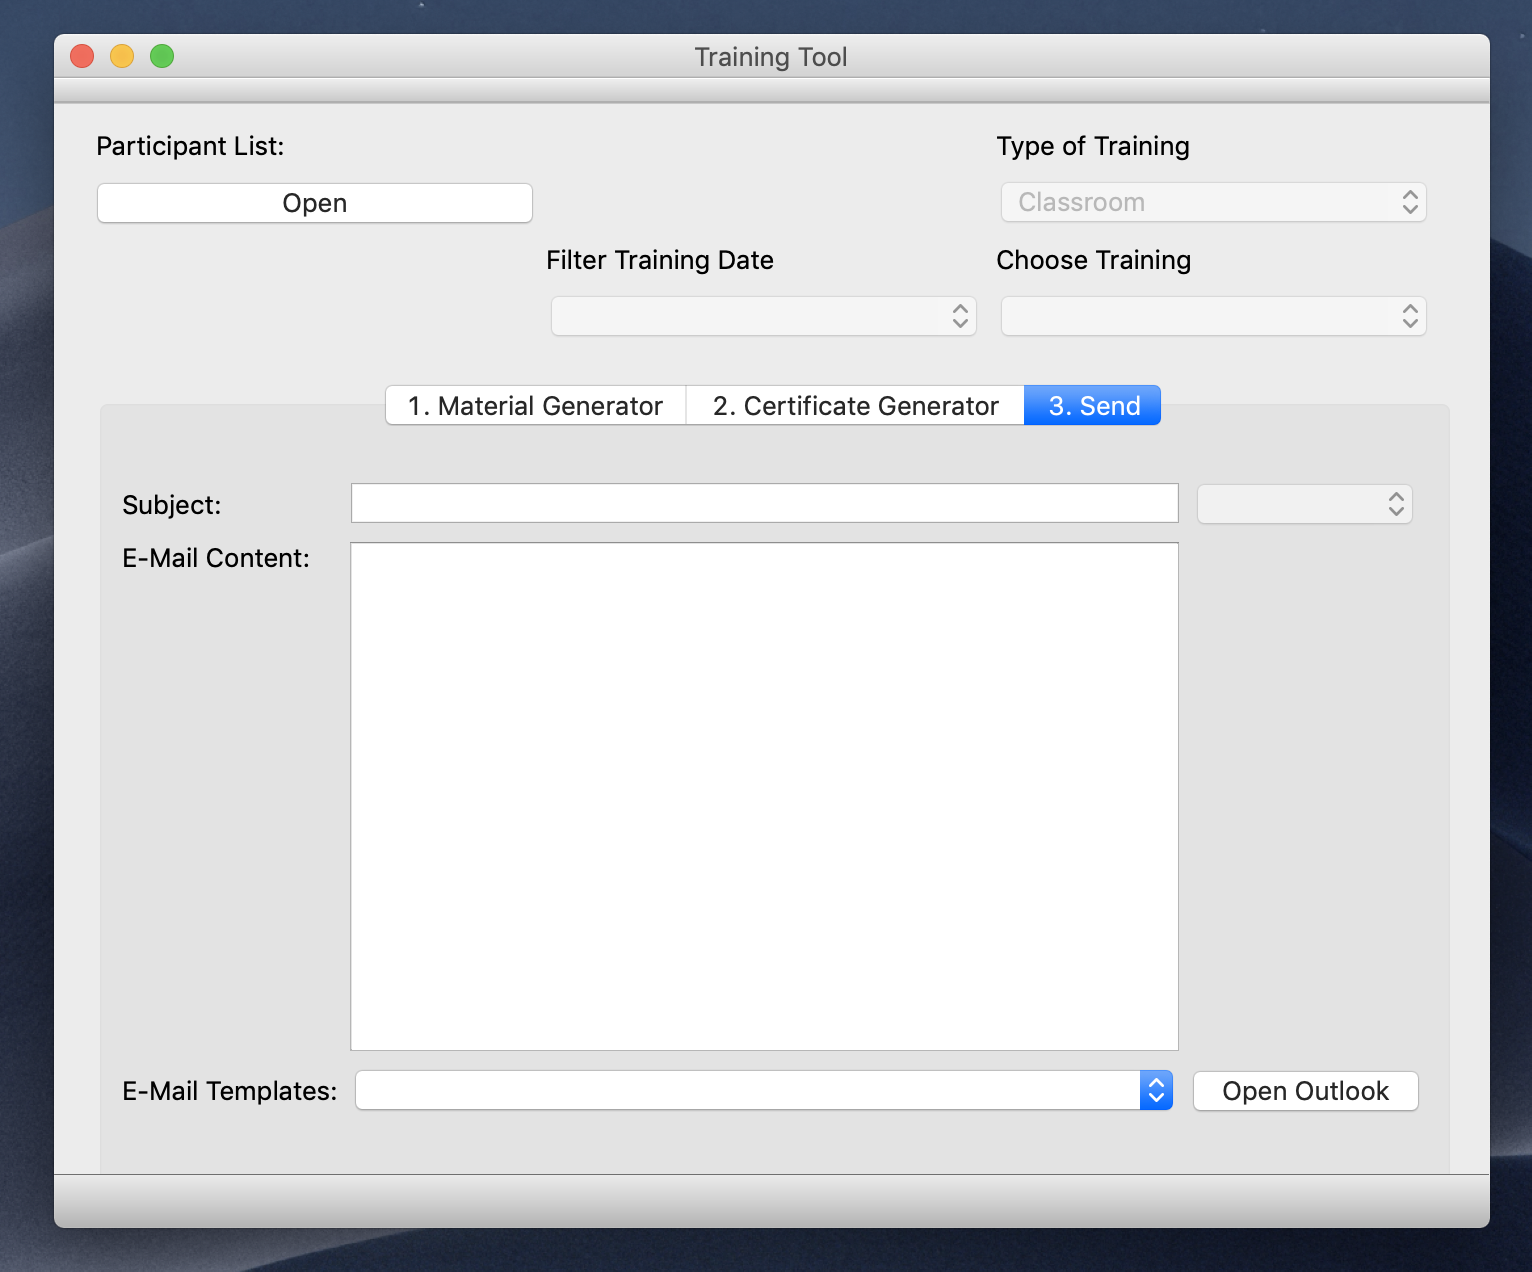 Training Tool
Participant List:
Type of Training
Open
Classroom
Filter Training Date
Choose Training
1. Material Generator
2. Certificate Generator
3. Send
Subject:
E-Mail Content:
E-Mail Templates:
Open Outlook